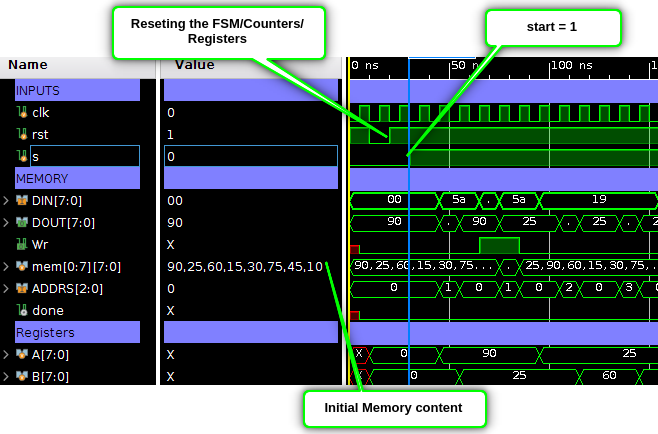 Resetting the FSM/Counters/
Registers
start = 1
Name
Value
0 ns
50 ns
100 ns
INPUTS
clk
0
rst
1
s
0
MEMORY
DIN[7:0]
00
00
5a
.
5a
19
DOUT[7:0]
90
90
.
90
25
.
25
.
2
Wr
X
mem[0:7][7:0]
90,25,60,15,30,75,45,10
90,25,60,15,30,75...
.
25,90,60,15,30,75,..
ADDRS[2:0]
0
0
1
0
1
0
2
0
3
0
done
X
Registers
A[7:0]
X
X
0
90
25
B[7:0]
X
0
25
60
Initial Memory content